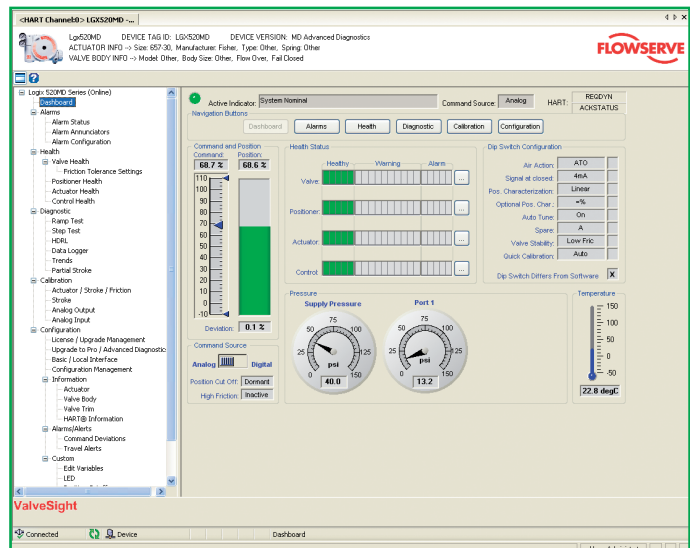 <HART Channel:0> LGX520MD -...
Lgx520MD DEVICE TAG ID: LGX520MD DEVICE VERSION: MD Advanced Diagnostics
ACTUATOR INFO --> Size: 657-30, Manufacturer: Fisher, Type: Other, Spring: Other
VALVE BODY INFO --> Model: Other, Body Size: Other, Flow Over, Fail Closed
FLOWSERVE
Logix 520MD Series (Online)
Dashboard
Alarms
Alarm Status
Alarm Annunciators
Alarm Configuration
Health
Valve Health
Friction Tolerance Settings
Positioner Health
Actuator Health
Control Health
Diagnostic
Ramp Test
Step Test
HDRL
Data Logger
Trends
Partial Stroke
Calibration
Actuator / Stroke / Friction
Stroke
Analog Output
Analog Input
Configuration
License / Upgrade Management
Upgrade to Pro / Advanced Diagnostic
Basic / Local Interface
Configuration Management
Information
Actuator
Valve Body
Valve Trim
HART® Information
Alarms/Alerts
Command Deviations
Travel Alerts
Custom
Edit Variables
LED
Active Indicator: System Nominal Command Source: Analog HART: REQDYN
ACKSTATUS
Navigation Buttons
Dashboard Alarms Health Diagnostic Calibration Configuration
Command and Position
Command: Position:
68.7 % 68.6 %
110
100
90
80
70
60
50
40
30
20
10
0
-10
Deviation: 0.1 %
Command Source
Analog Digital
Position Cut Off: Dormant
High Friction: Inactive
Health Status
Healthy Warning Alarm
Valve: ...
Positioner: ...
Actuator: ...
Control: ...
Dip Switch Configuration
Air Action: ATO
Signal at closed: 4mA
Pos. Characterization: Linear
Optional Pos. Char.: =%
Auto Tune: On
Spare: A
Valve Stability: Low Fric
Quick Calibration: Auto
Dip Switch Differs From Software X
Pressure
Supply Pressure
0 25 50 75 100 125 150
psi
40.0
Port 1
0 25 50 75 100 125 150
psi
13.2
Temperature
150
100
50
0
-50
22.8 degC
ValveSight
Connected Device Dashboard